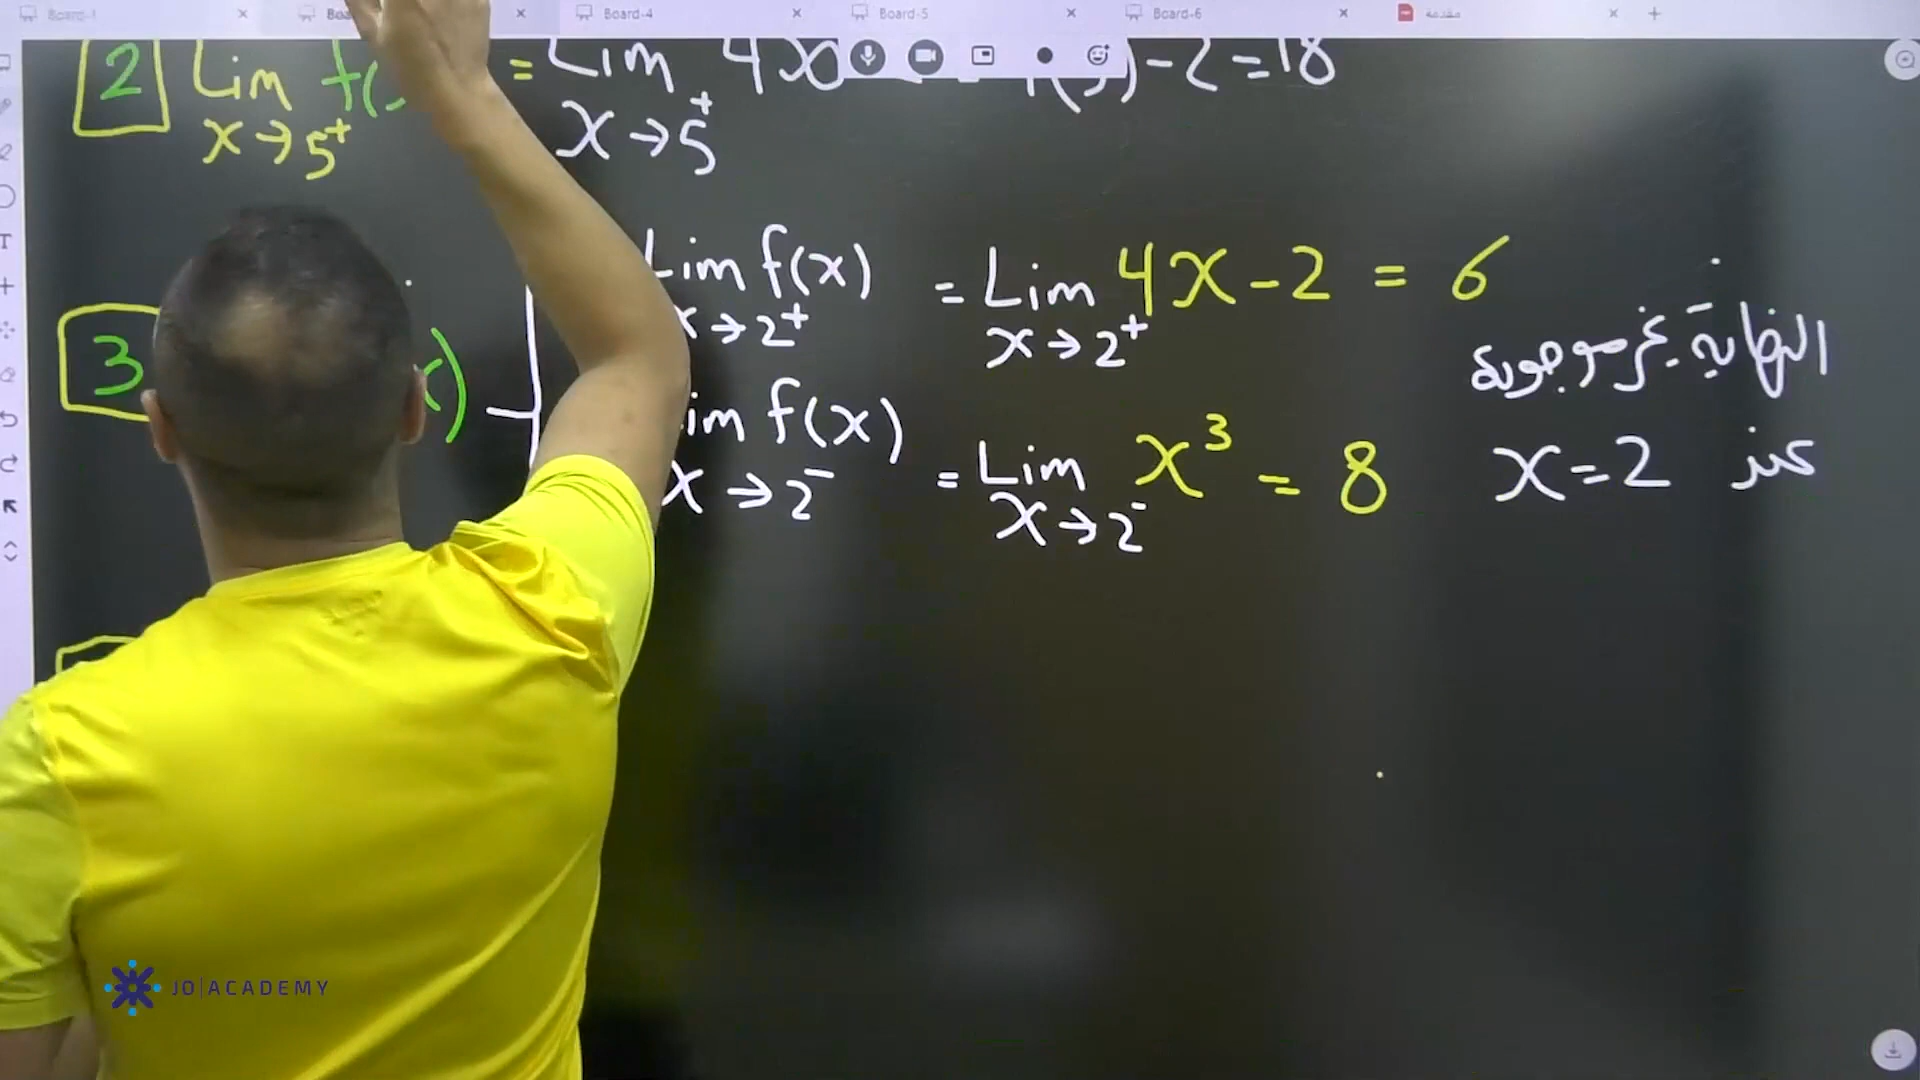 Board-1
Board-4
Board-5
Board-6
مقدمة
2 Lim f( = Lim 4x - 2 = 18
x→5⁺ x→5⁺
Lim f(x) = Lim 4x-2 = 6
x→2⁺ x→2⁺
3 x)
النهاية غير موجودة
Lim f(x) = Lim x³ = 8
x→2⁻ x→2⁻
عند x=2
JO|ACADEMY